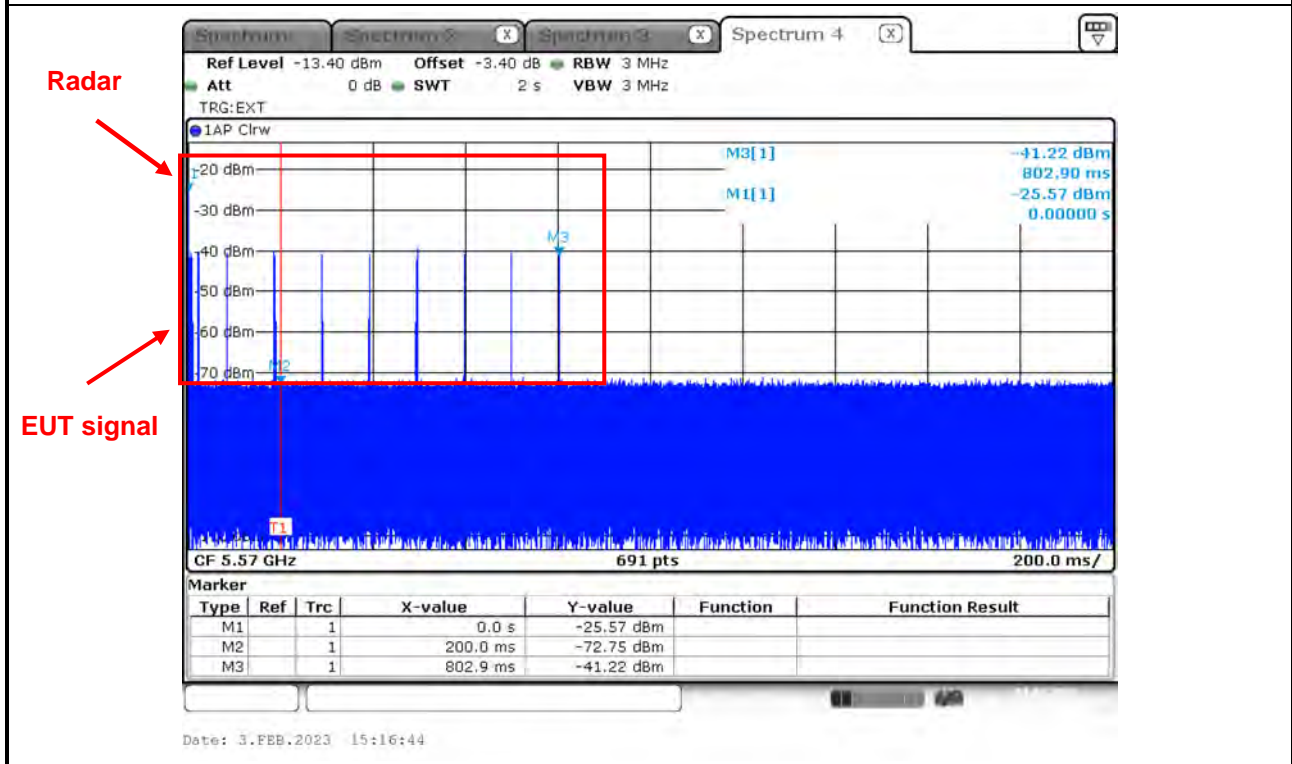 Spectrum 4
Radar
Ref Level -13.40 dBm Offset -3.40 dB RBW 3 MHz
Att 0 dB SWT 2 s VBW 3 MHz
TRG:EXT
1AP Clrw
M3[1] -41.22 dBm
802.90 ms
M1[1] -25.57 dBm
0.00000 s
-20 dBm
-30 dBm
M3
-40 dBm
-50 dBm
-60 dBm
M2
-70 dBm
EUT signal
T1
CF 5.57 GHz 691 pts 200.0 ms/
Marker
Type Ref Trc X-value Y-value Function Function Result
M1 1 0.0 s -25.57 dBm
M2 1 200.0 ms -72.75 dBm
M3 1 802.9 ms -41.22 dBm
Date: 3.FEB.2023 15:16:44